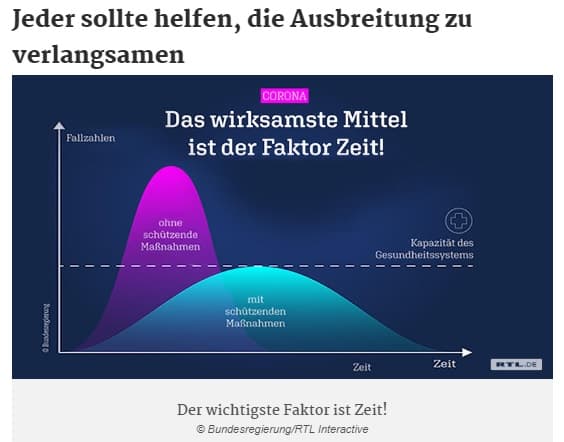 Jeder sollte helfen, die Ausbreitung zu
verlangsamen
CORONA
Das wirksamste Mittel
ist der Faktor Zeit!
Fallzahlen
ohne
schützende
Maßnahmen
Kapazität des
Gesundheitssystems
mit
schützenden
Maßnahmen
© Bundesregierung
Zeit
Zeit
RTL.DE
Der wichtigste Faktor ist Zeit!
© Bundesregierung/RTL Interactive